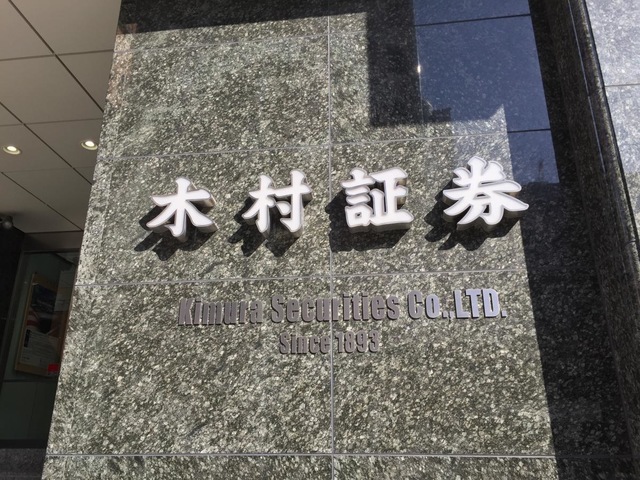 木村証券
Kimura Securities Co.,LTD.
Since 1893